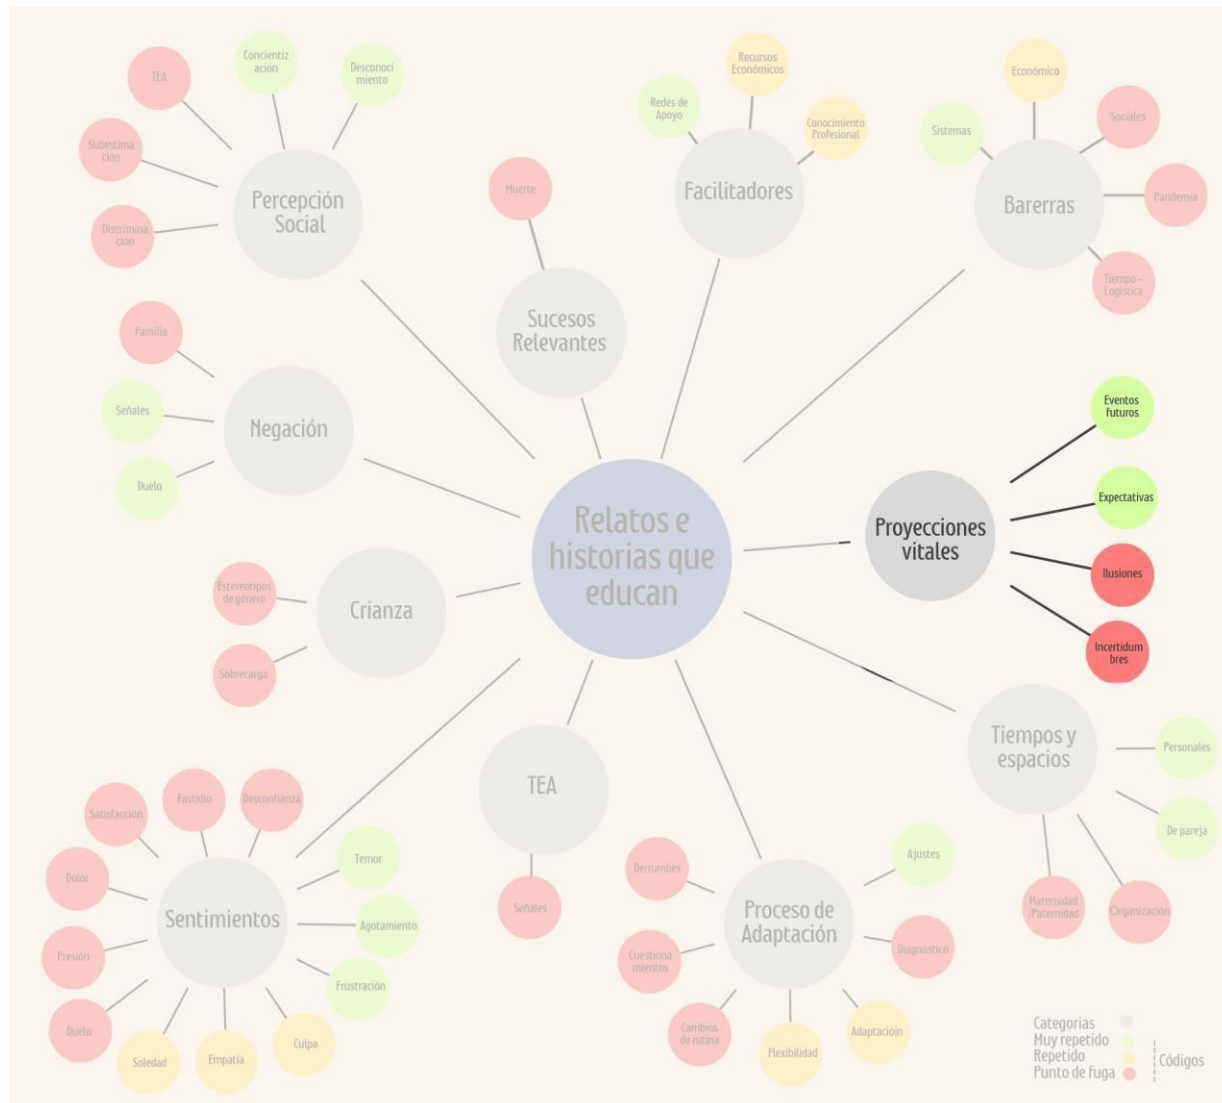 TEA
Concientiz
ación
Desconoci
miento
Subestima
ción
Discrimina
ción
Percepción
Social
Muerte
Sucesos
Relevantes
Redes de
Apoyo
Recursos
Económicos
Conocimiento
Profesional
Facilitadores
Sistemas
Económico
Sociales
Pandemia
Tiempo –
Logística
Barerras
Familia
Señales
Duelo
Negación
Relatos e
historias que
educan
Proyecciones
vitales
Eventos
futuros
Expectativas
Ilusiones
Incertidum
bres
Estereotipos
de género
Sobrecarga
Crianza
Tiempos y
espacios
Personales
De pareja
Maternidad
/Paternidad
Organización
TEA
Señales
Satisfacción
Fastidio
Desconfianza
Dolor
Temor
Sentimientos
Agotamiento
Presión
Frustración
Duelo
Soledad
Empatía
Culpa
Derrumbes
Ajustes
Proceso de
Adaptación
Cuestiona
mientos
Diagnóstico
Cambios
de rutina
Flexibilidad
Adaptacióin
Categorias
Muy repetido
Repetido
Punto de fuga
Códigos